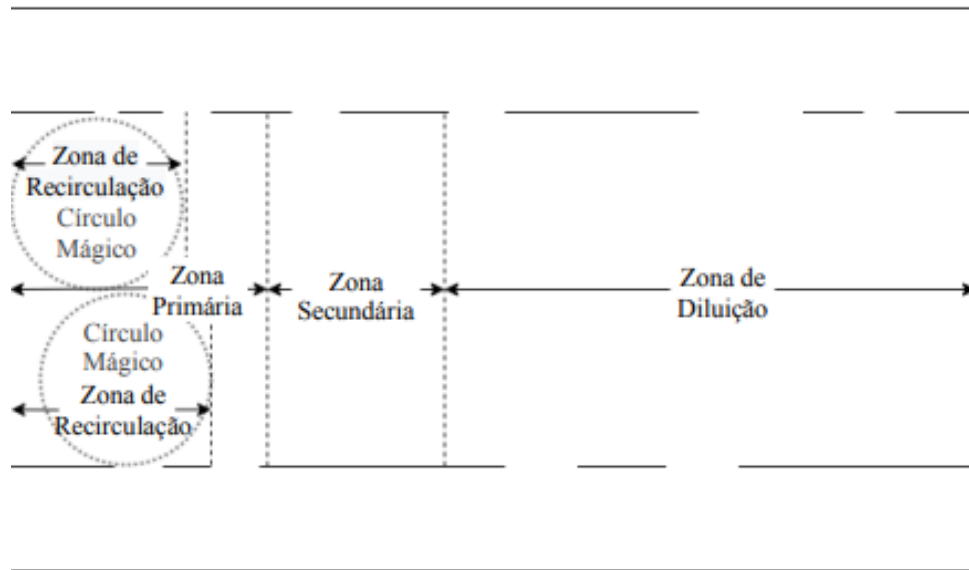 Zona de
Recirculação
Círculo
Mágico
Zona
Primária
Zona
Secundária
Zona de
Diluição
Círculo
Mágico
Zona de
Recirculação